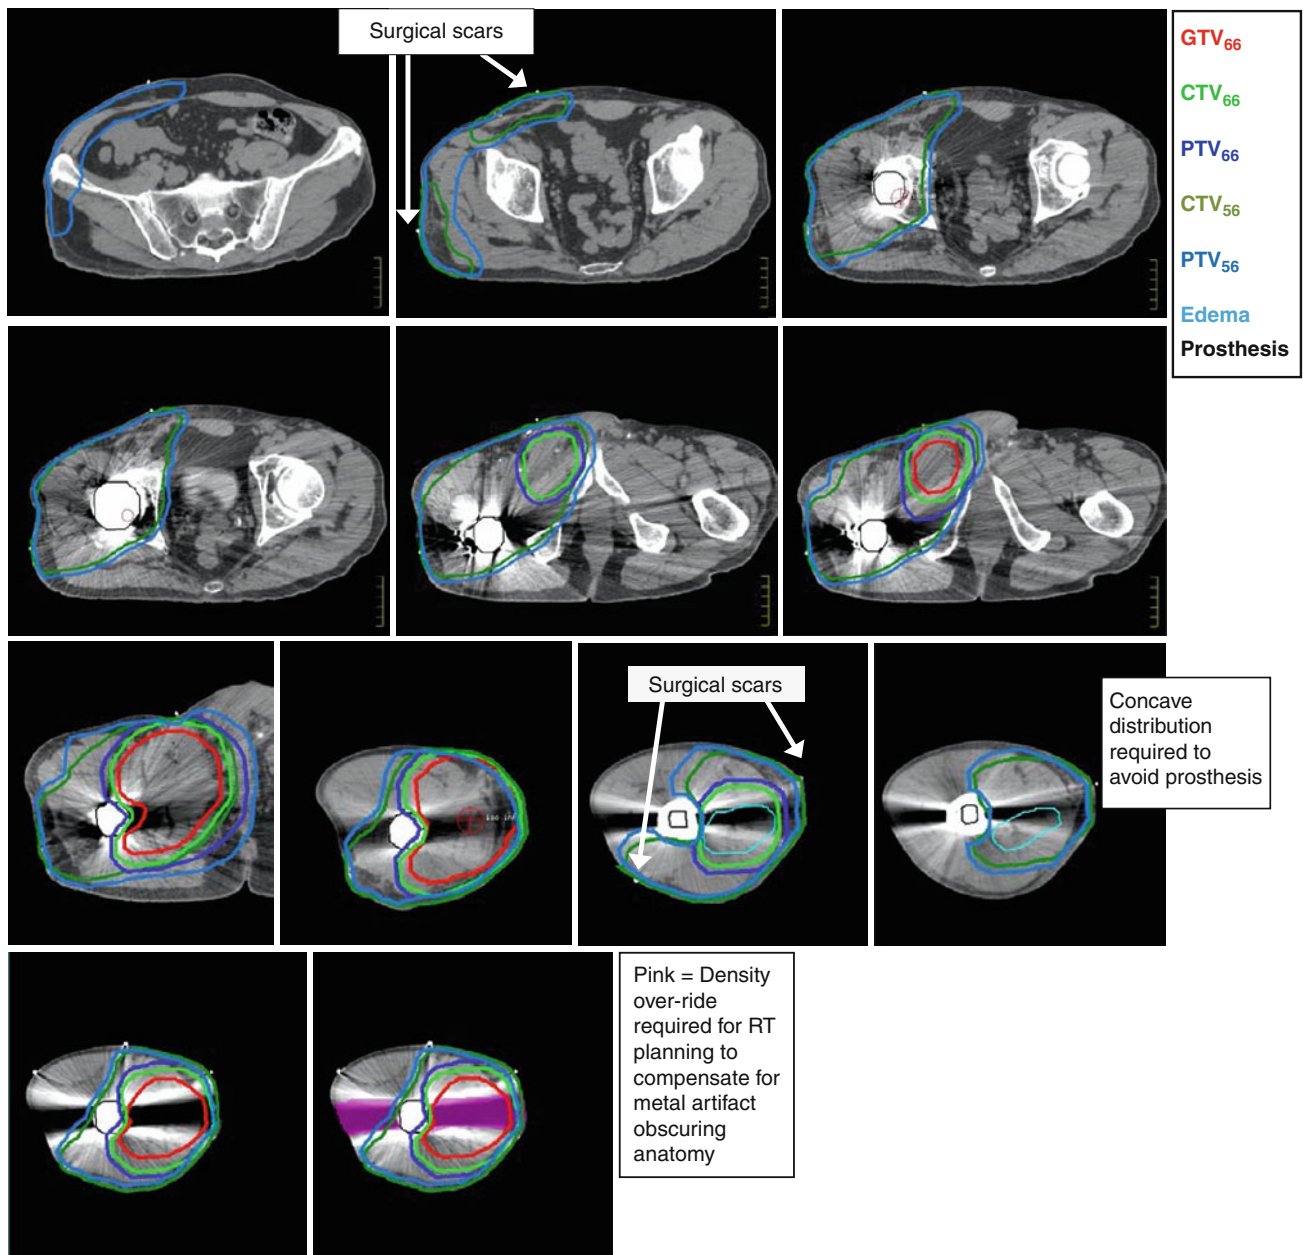 Surgical scars
GTV66
CTV66
PTV66
CTV56
PTV56
Edema
Prosthesis
Surgical scars
Concave
distribution
required to
avoid prosthesis
Pink = Density
over-ride
required for RT
planning to
compensate for
metal artifact
obscuring
anatomy